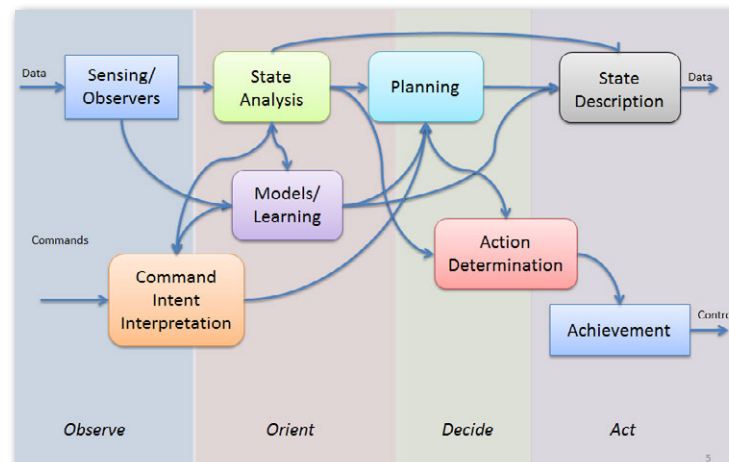 Data
Sensing/
Observers
State
Analysis
Planning
State
Description
Data
Models/
Learning
Commands
Command
Intent
Interpretation
Action
Determination
Achievement
Contro
Observe
Orient
Decide
Act
5